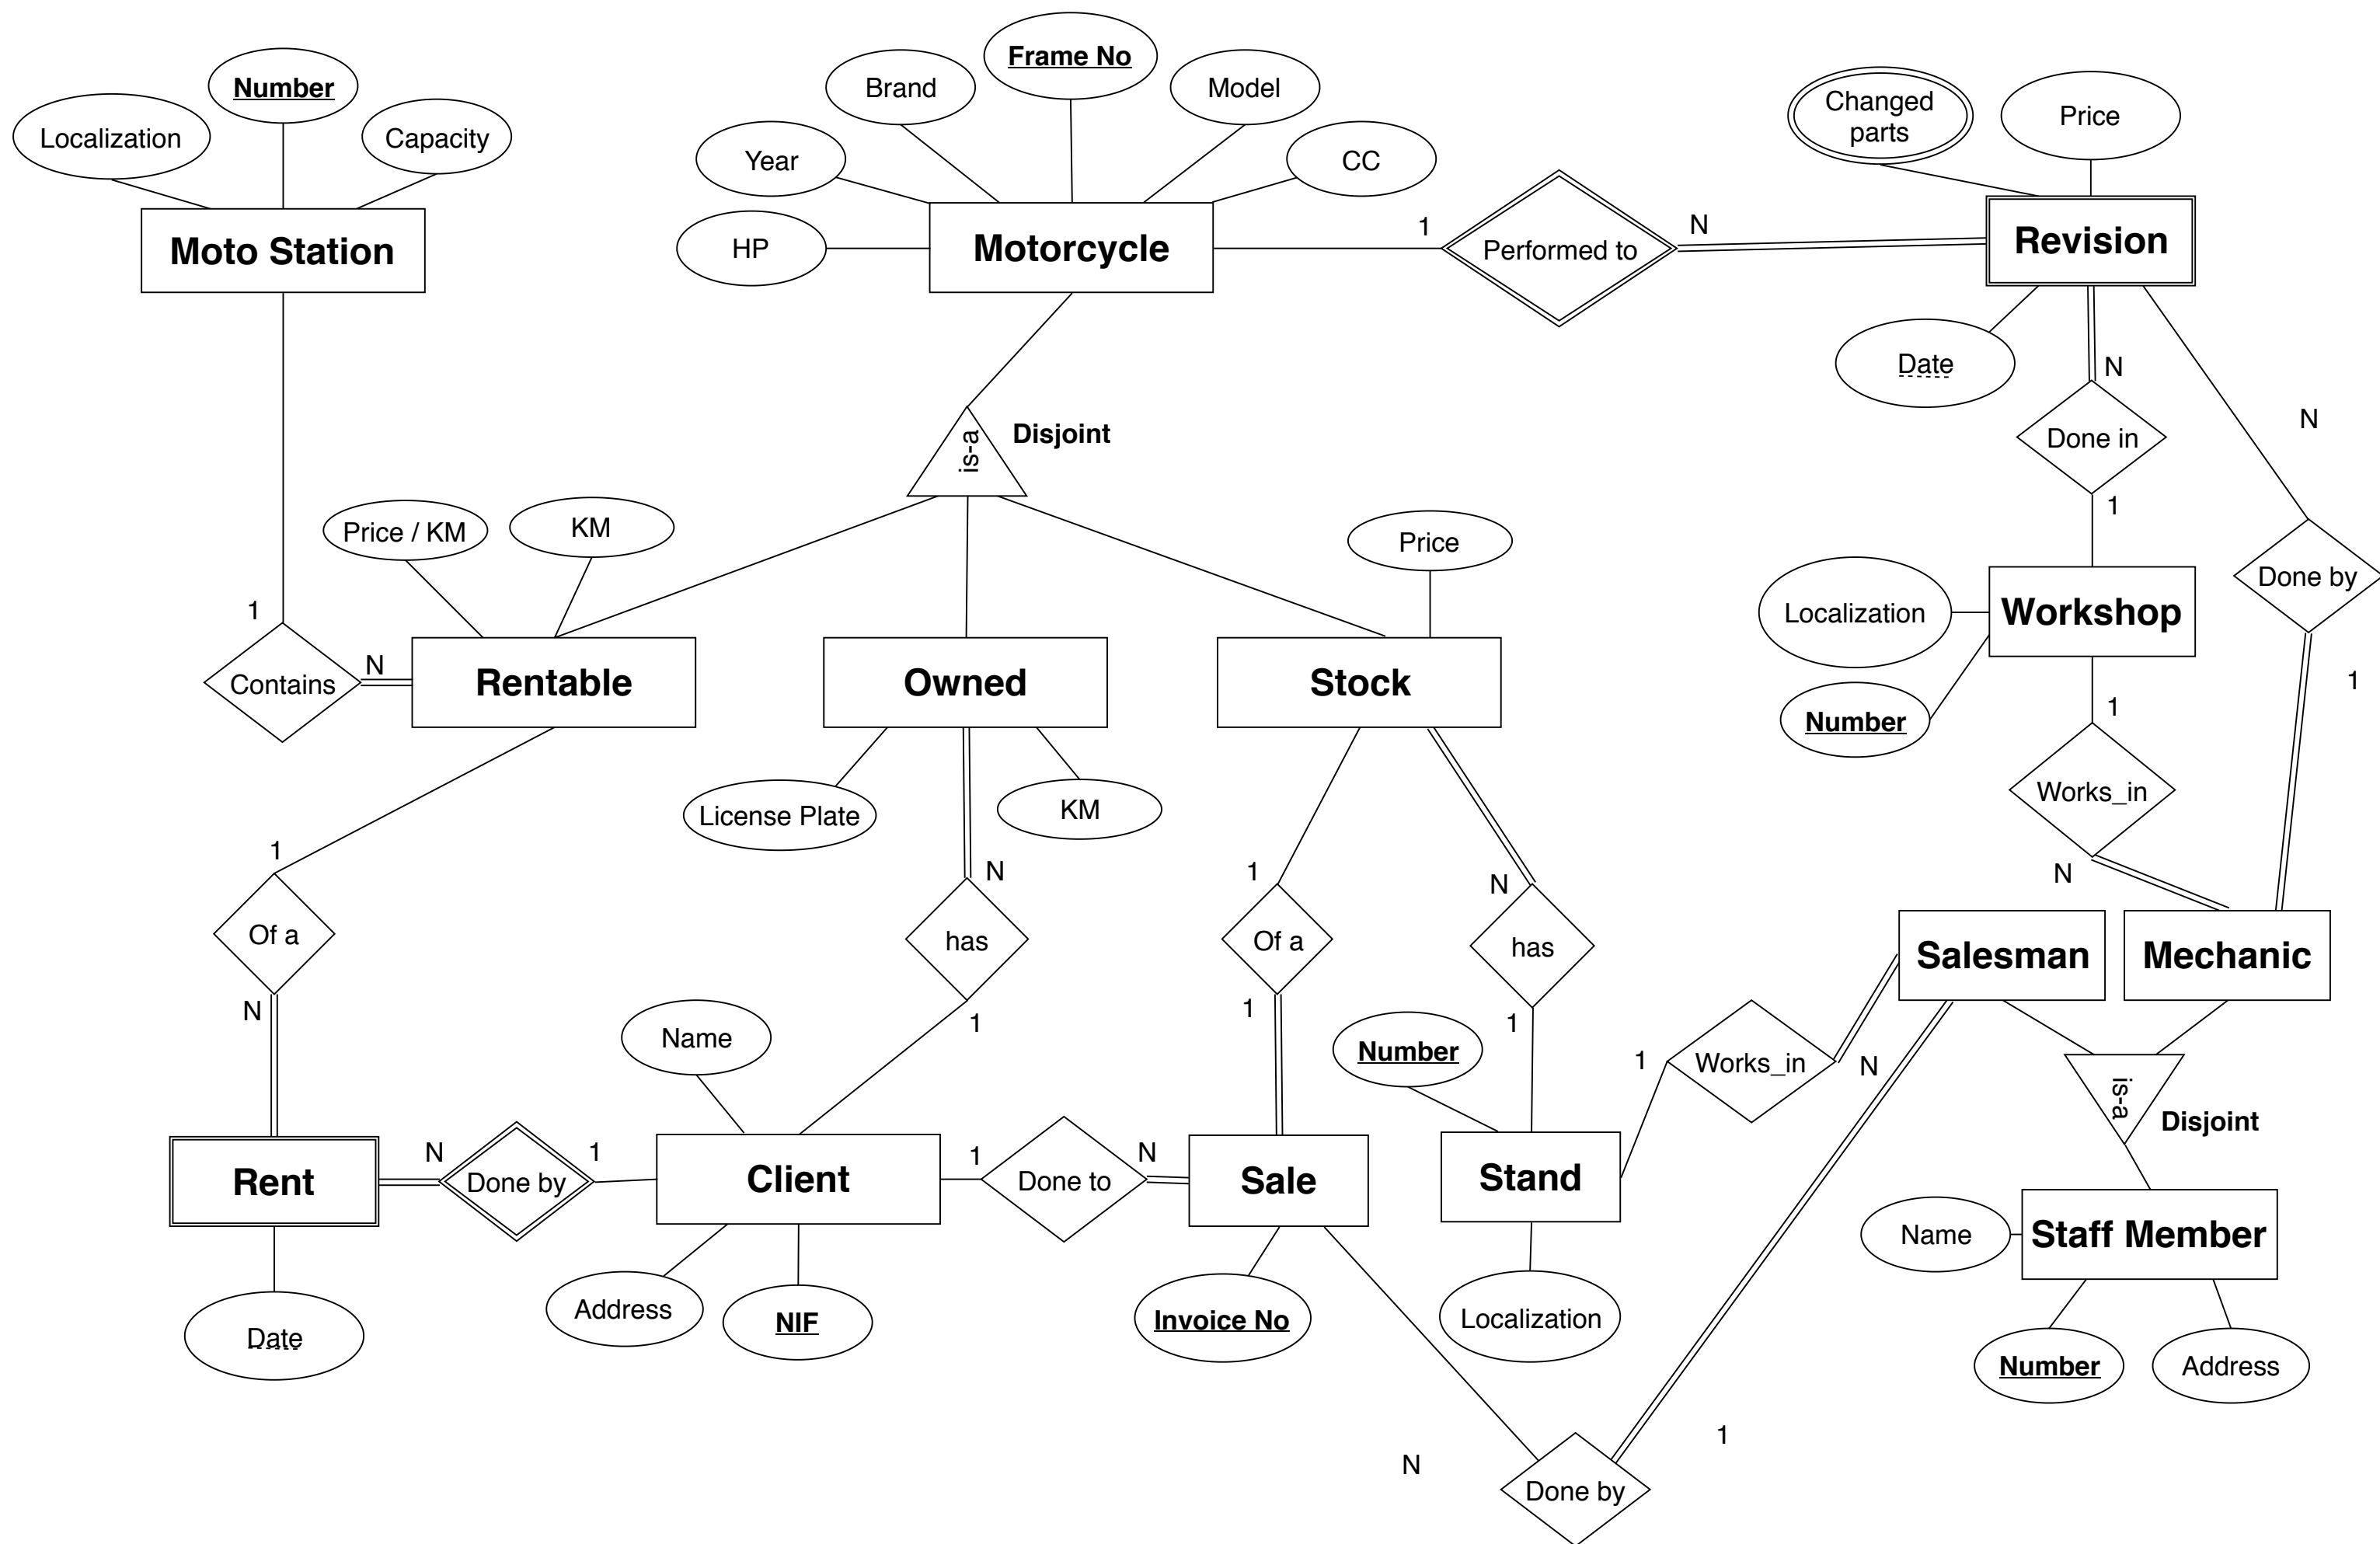 Frame No
Number
Brand
Model
Changed
parts
Price
Localization
Capacity
Year
CC
Moto Station
HP
Motorcycle
1
Performed to
N
Revision
Date
N
N
is-a
Disjoint
Done in
1
Price / KM
KM
Price
Done by
1
Localization
Workshop
Contains
N
Rentable
Owned
Stock
1
Number
1
License Plate
KM
Works_in
1
N
1
N
N
Of a
has
Of a
has
Salesman
Mechanic
N
1
1
1
Name
Number
1
Works_in
N
is-a
Disjoint
N
1
1
N
Rent
Done by
Client
Done to
Sale
Stand
Name
Staff Member
Date
Address
NIF
Invoice No
Localization
Number
Address
N
1
Done by